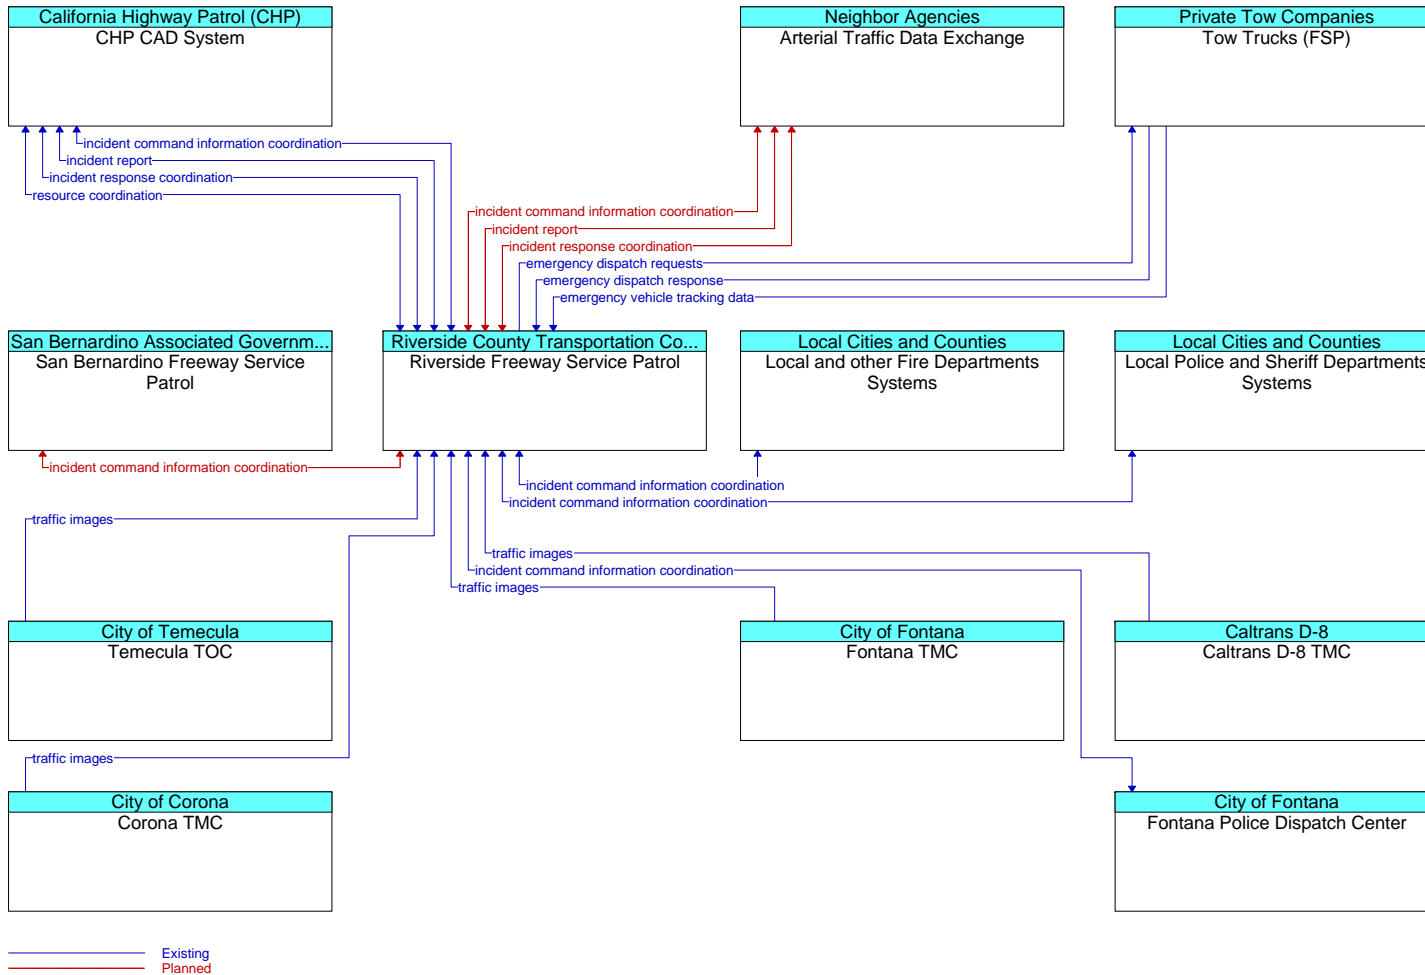 California Highway Patrol (CHP)
CHP CAD System
Neighbor Agencies
Arterial Traffic Data Exchange
Private Tow Companies
Tow Trucks (FSP)
incident command information coordination
incident report
incident response coordination
resource coordination
incident command information coordination
incident report
incident response coordination
emergency dispatch requests
emergency dispatch response
emergency vehicle tracking data
San Bernardino Associated Governm...
San Bernardino Freeway Service
Patrol
Riverside County Transportation Co...
Riverside Freeway Service Patrol
Local Cities and Counties
Local and other Fire Departments
Systems
Local Cities and Counties
Local Police and Sheriff Departments
Systems
incident command information coordination
incident command information coordination
incident command information coordination
traffic images
traffic images
incident command information coordination
traffic images
City of Temecula
Temecula TOC
City of Fontana
Fontana TMC
Caltrans D-8
Caltrans D-8 TMC
traffic images
City of Corona
Corona TMC
City of Fontana
Fontana Police Dispatch Center
Existing
Planned